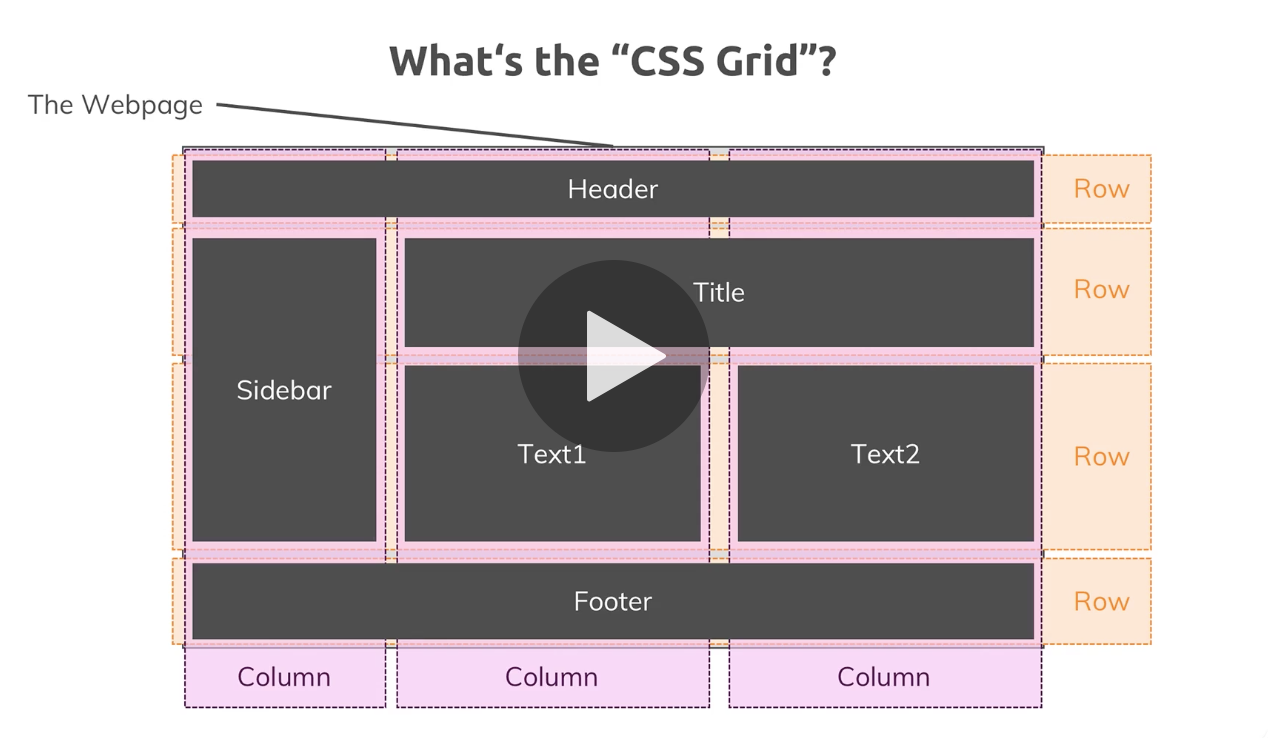 What‘s the “CSS Grid”?
The Webpage
Header
Row
Title
Row
Sidebar
Text1
Text2
Row
Footer
Row
Column
Column
Column